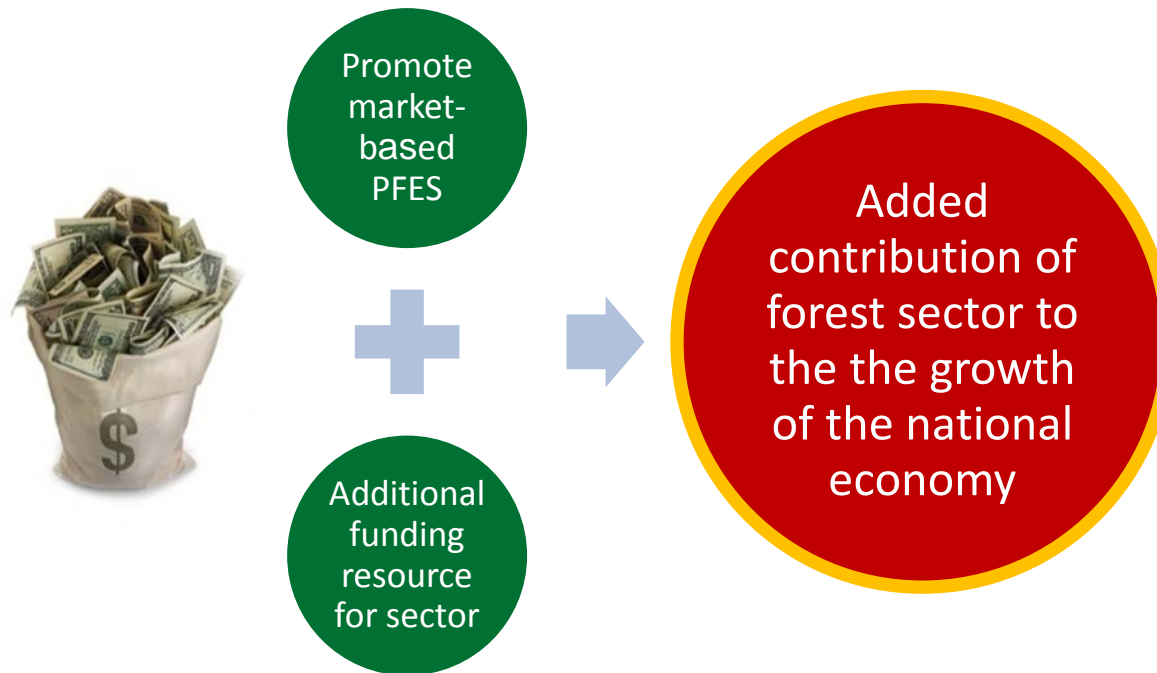 Promote
market-
based
PFES
Additional
funding
resource
for sector
$
Added
contribution of
forest sector to
the the growth
of the national
economy